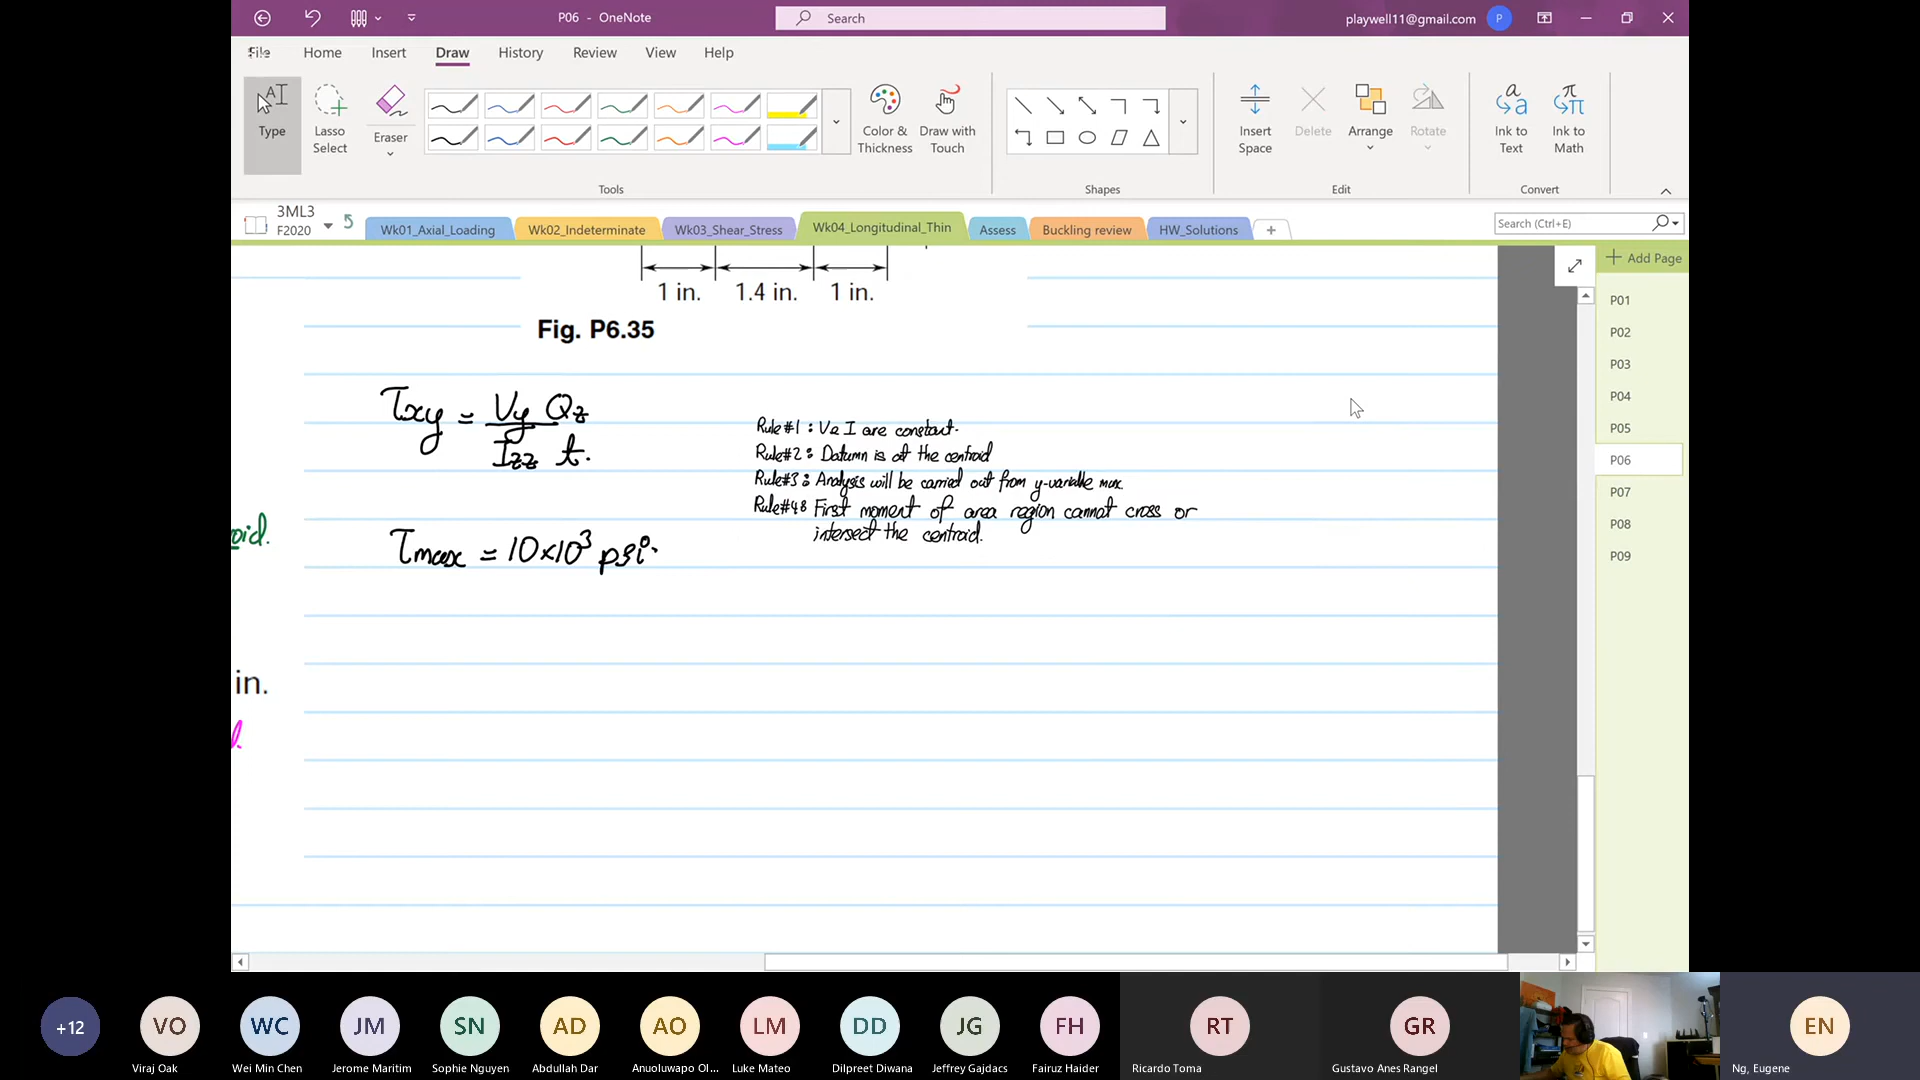 P06 - OneNote
Search
playwell11@gmail.com
P
File Home Insert Draw History Review View Help
Type
Lasso Select
Eraser
Color & Thickness
Draw with Touch
Insert Space
Delete
Arrange
Rotate
Ink to Text
Ink to Math
Tools
Shapes
Edit
Convert
3ML3
F2020
Wk01_Axial_Loading
Wk02_Indeterminate
Wk03_Shear_Stress
Wk04_Longitudinal_Thin
Assess
Buckling review
HW_Solutions
Search (Ctrl+E)
Add Page
P01
P02
P03
P04
P05
P06
P07
P08
P09
1 in. 1.4 in. 1 in.
Fig. P6.35
τxy = Vy Qz
Izz t.
Rule#1 : V & I are constant.
Rule#2 : Datumn is at the centroid
Rule#3 : Analysis will be carried out from y-variable max.
Rule#4 : First moment of area region cannot cross or
intersect the centroid.
τmax = 10×10³ psi.
oid.
in.
+12
VO
WC
JM
SN
AD
AO
LM
DD
JG
FH
RT
GR
EN
Viraj Oak
Wei Min Chen
Jerome Maritim
Sophie Nguyen
Abdullah Dar
Anuoluwapo Ol...
Luke Mateo
Dilpreet Diwana
Jeffrey Gajdacs
Fairuz Haider
Ricardo Toma
Gustavo Anes Rangel
Ng, Eugene